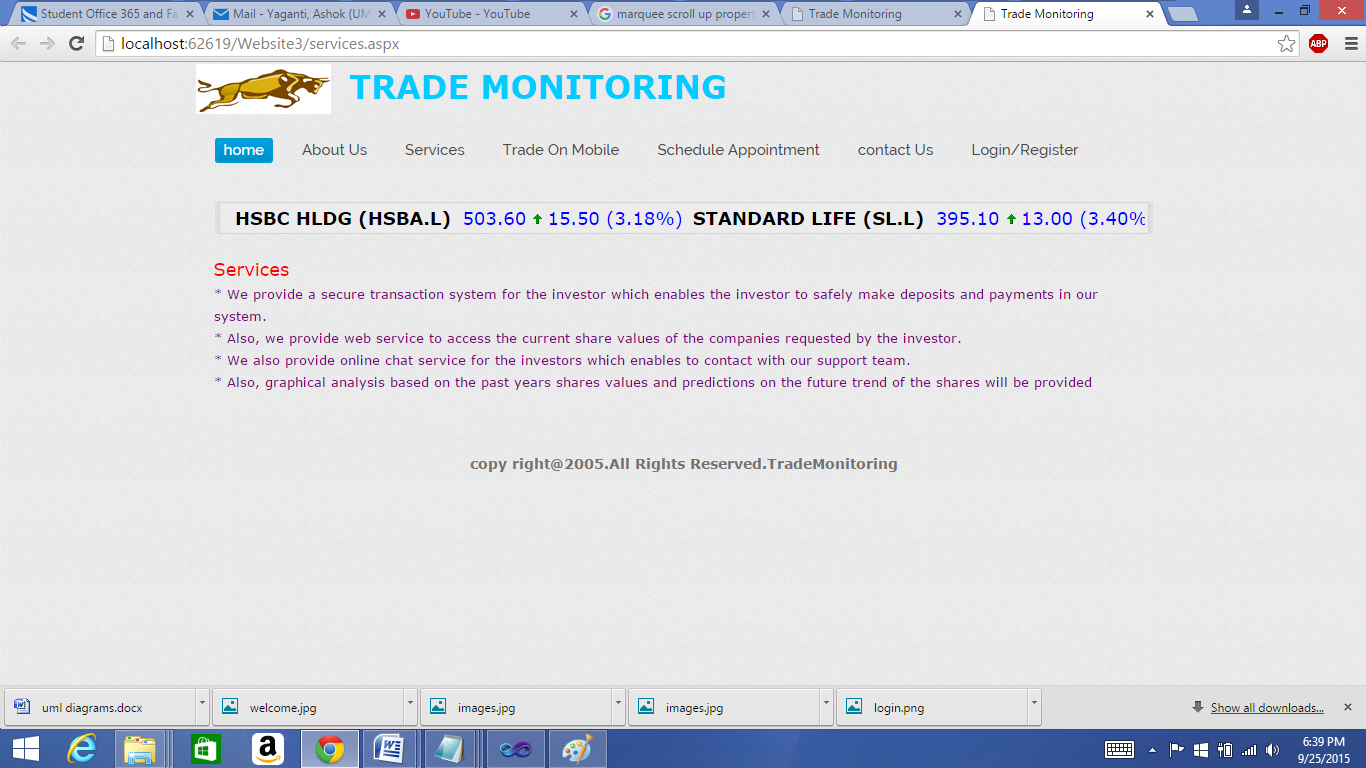 Student Office 365 and Fa
Mail - Yaganti, Ashok (UM
YouTube - YouTube
marquee scroll up proper
Trade Monitoring
Trade Monitoring
localhost:62619/Website3/services.aspx
ABP
TRADE MONITORING
home About Us Services Trade On Mobile Schedule Appointment contact Us Login/Register
HSBC HLDG (HSBA.L) 503.60 15.50 (3.18%) STANDARD LIFE (SL.L) 395.10 13.00 (3.40%
Services
* We provide a secure transaction system for the investor which enables the investor to safely make deposits and payments in our
system.
* Also, we provide web service to access the current share values of the companies requested by the investor.
* We also provide online chat service for the investors which enables to contact with our support team.
* Also, graphical analysis based on the past years shares values and predictions on the future trend of the shares will be provided
copy right@2005.All Rights Reserved.TradeMonitoring
uml diagrams.docx
welcome.jpg
images.jpg
images.jpg
login.png
Show all downloads...
6:39 PM
9/25/2015